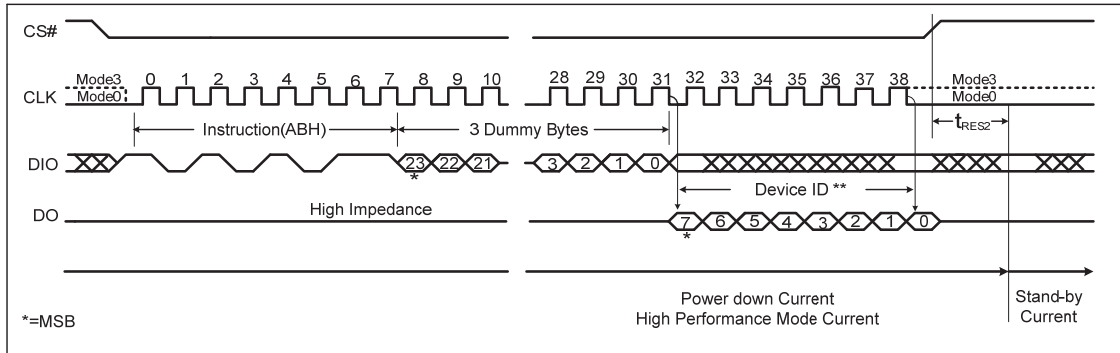 CS#
Mode3 0 1 2 3 4 5 6 7 8 9 10 28 29 30 31 32 33 34 35 36 37 38 Mode3
CLK Mode0 Mode0
Instruction(ABH) 3 Dummy Bytes tRES2
DIO 23 22 21 3 2 1 0
*
Device ID **
High Impedance
DO 7 6 5 4 3 2 1 0
*
Power down Current Stand-by
*=MSB High Performance Mode Current Current